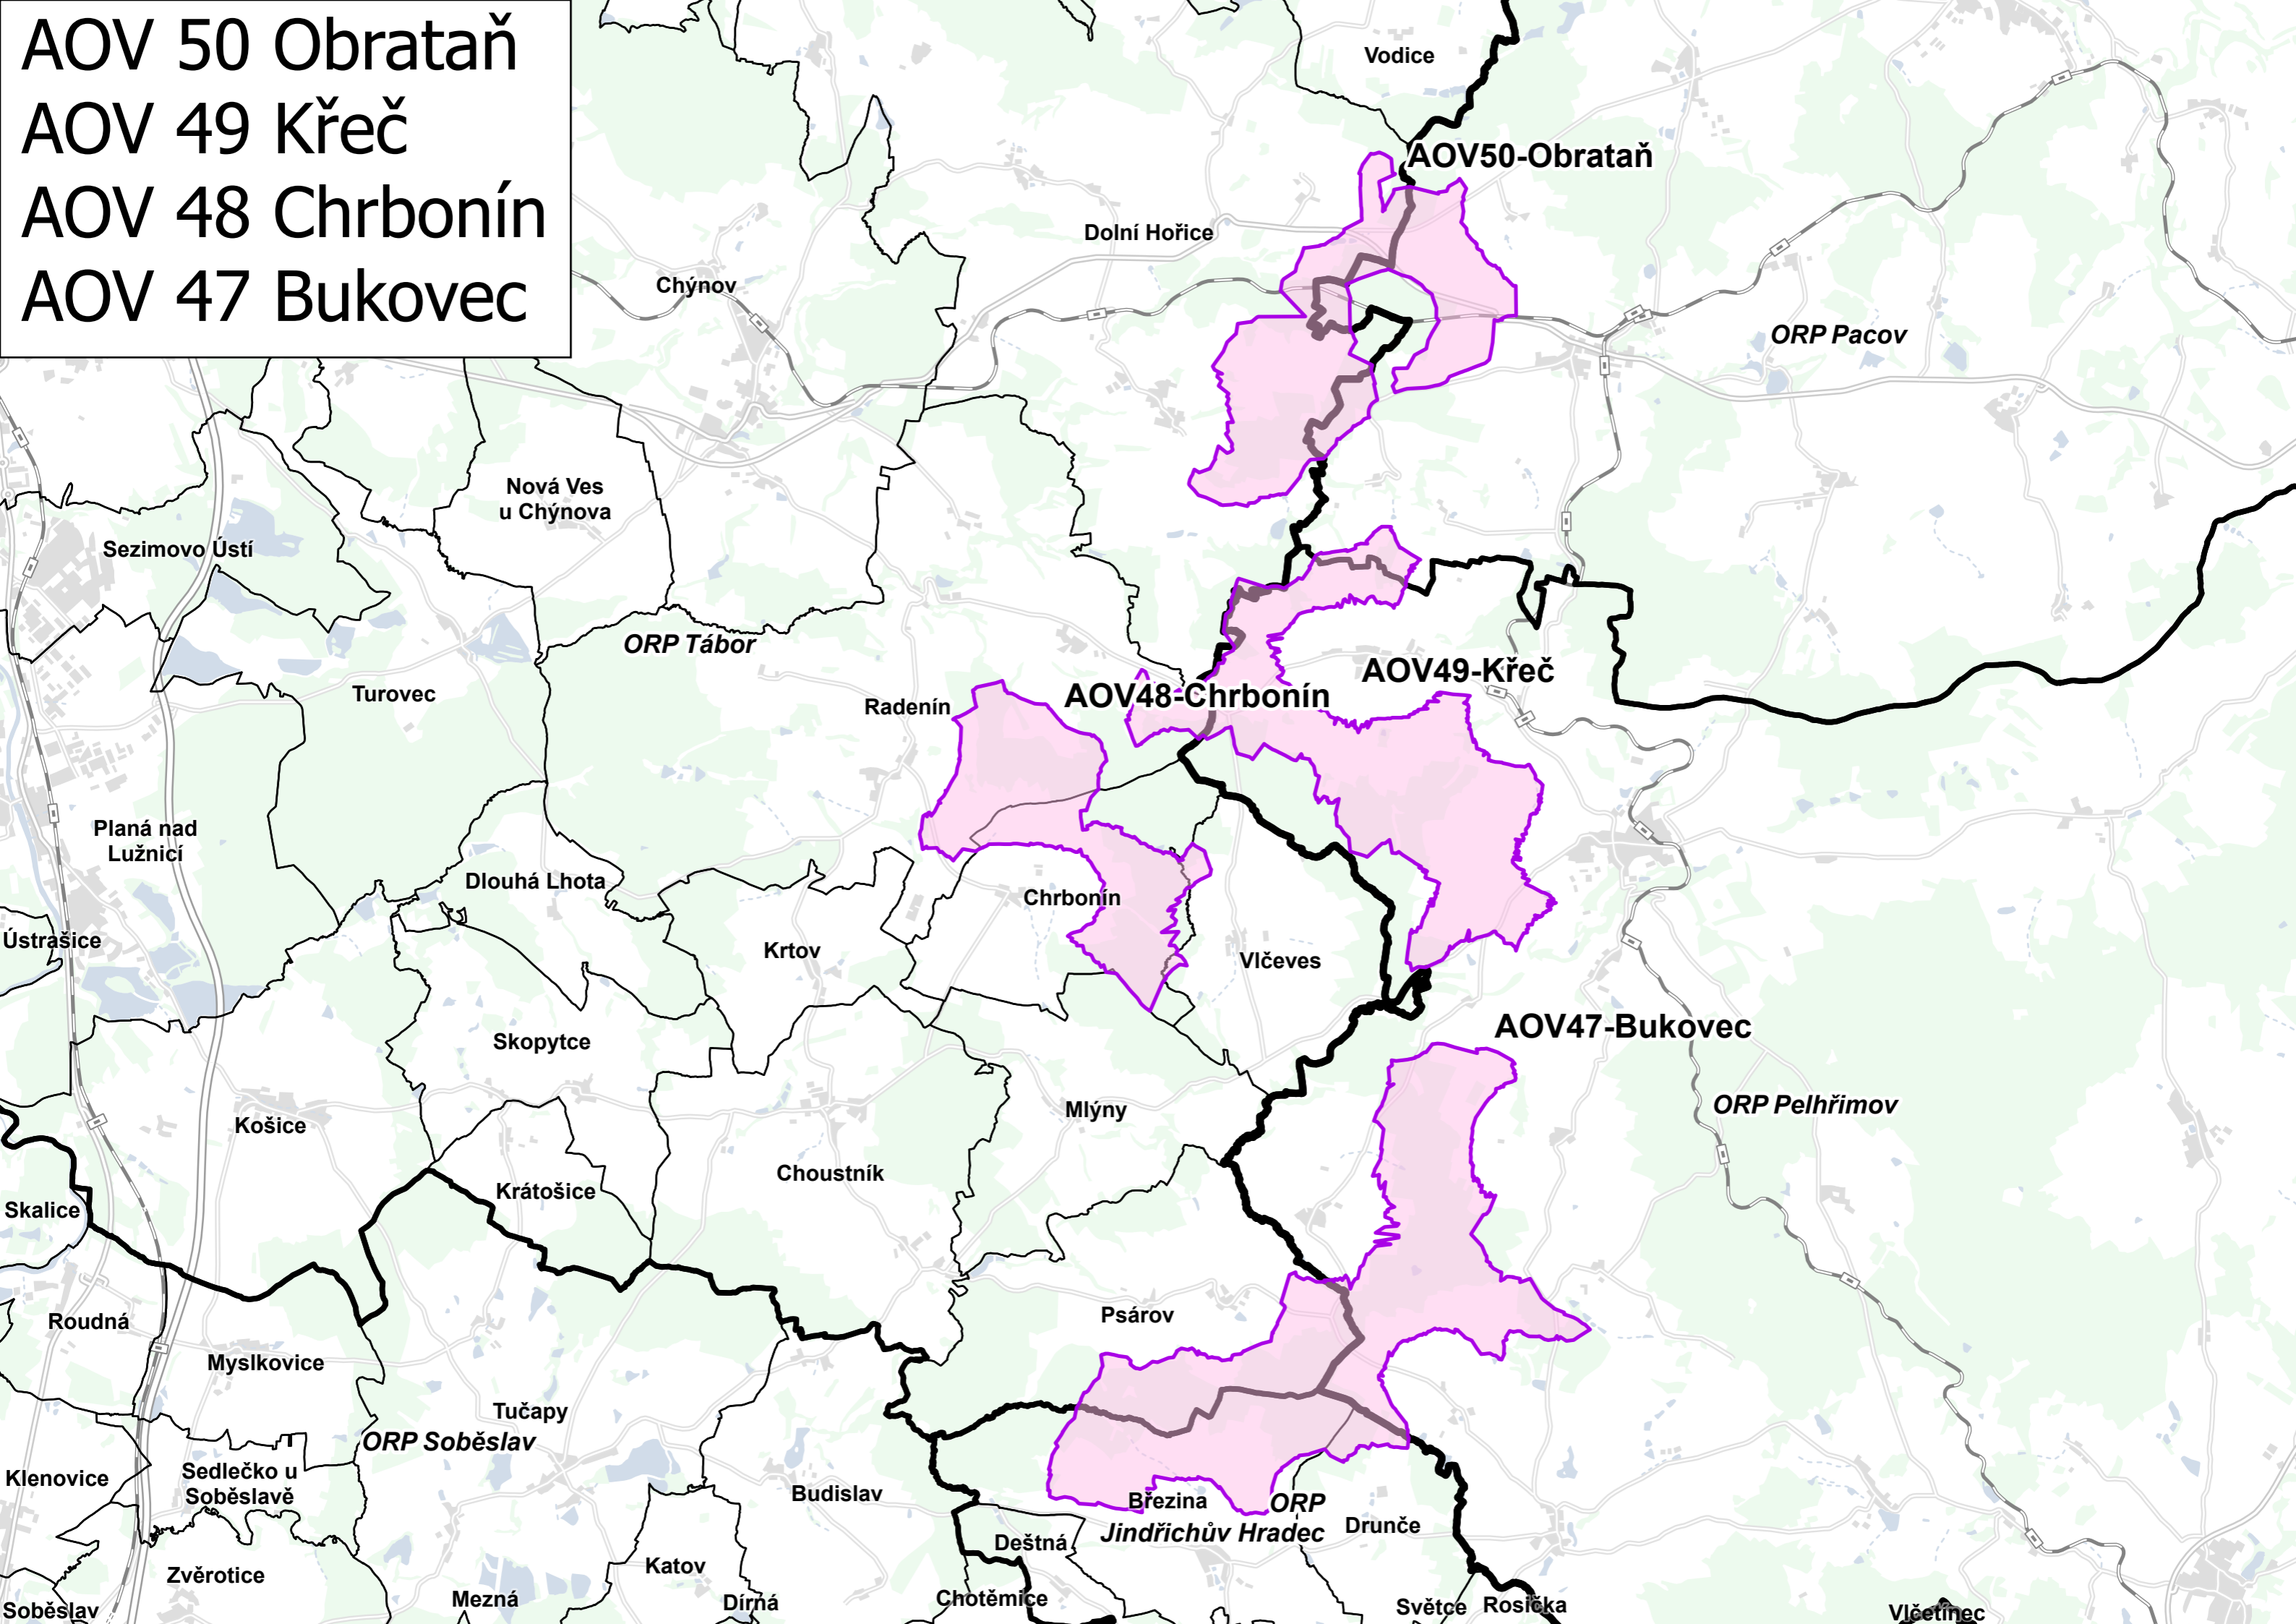 AOV 50 Obrataň
AOV 49 Křeč
AOV 48 Chrbonín
AOV 47 Bukovec
Vodice
AOV50-Obrataň
Dolní Hořice
Chýnov
ORP Pacov
Nová Ves
u Chýnova
Sezimovo Ústí
ORP Tábor
AOV49-Křeč
Turovec
AOV48-Chrbonín
Radenín
Planá nad
Lužnicí
Dlouhá Lhota
Chrbonín
Ústrašice
Krtov
Vlčeves
AOV47-Bukovec
Skopytce
ORP Pelhřimov
Košice
Mlýny
Choustník
Krátošice
Skalice
Psárov
Roudná
Myslkovice
Tučapy
ORP Soběslav
Klenovice
Sedlečko u
Soběslavě
Budislav
Březina
ORP
Jindřichův Hradec
Drunče
Deštná
Katov
Zvěrotice
Mezná
Dírná
Chotěmice
Světce
Rosička
Soběslav
Vlčetínec